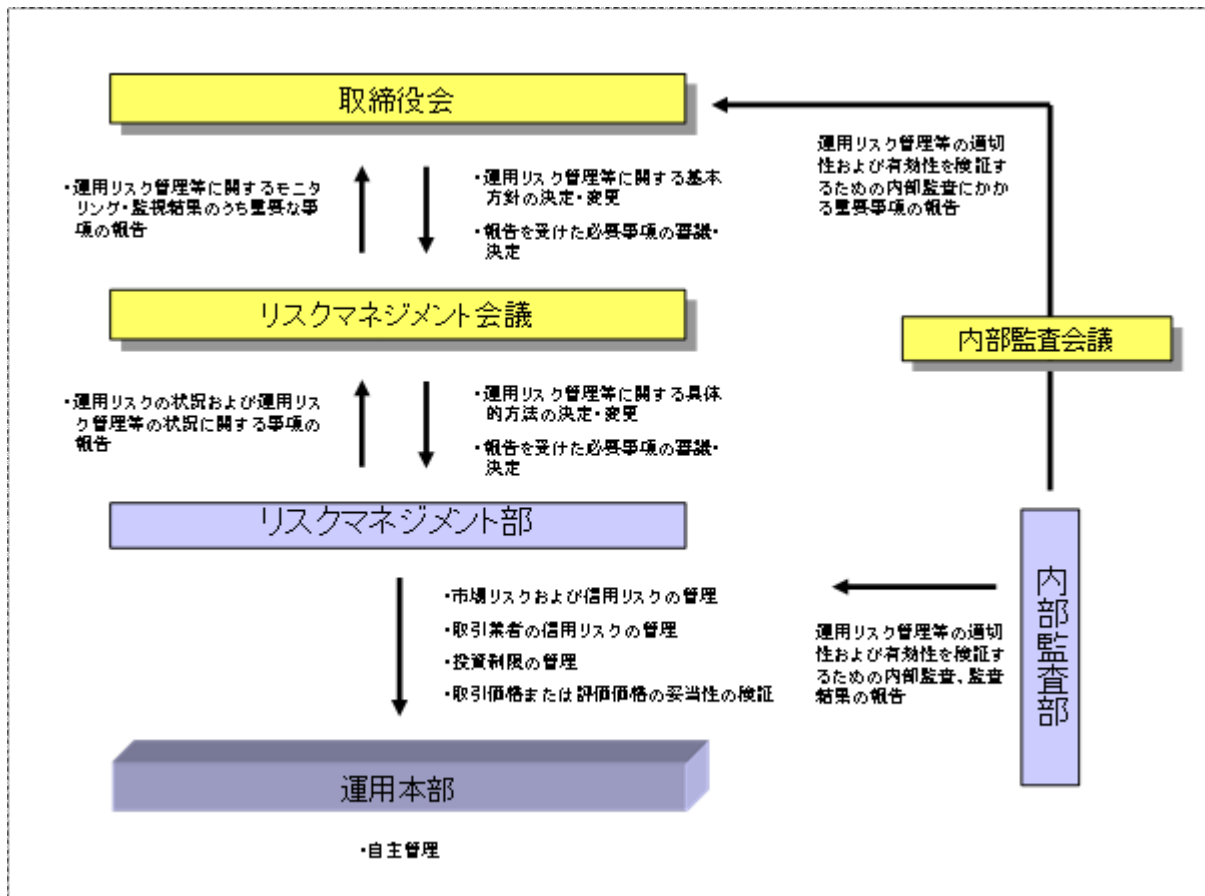 取締役会
・運用リスク管理等に関するモニ
タリング・監視結果のうち重要な事
項の報告
・運用リスク管理等に関する基本
方針の決定・変更
・報告を受けた必要事項の審議・
決定
運用リスク管理等の適切
性および有効性を検証す
るための内部監査にかか
る重要事項の報告
リスクマネジメント会議
内部監査会議
・運用リスクの状況および運用リス
ク管理等の状況に関する事項の
報告
・運用リスク管理等に関する具体
的方法の決定・変更
・報告を受けた必要事項の審議・
決定
リスクマネジメント部
・市場リスクおよび信用リスクの管理
・取引業者の信用リスクの管理
・投資制限の管理
・取引価格または評価価格の妥当性の検証
運用リスク管理等の適切
性および有効性を検証す
るための内部監査、監査
結果の報告
内部監査部
運用本部
・自主管理